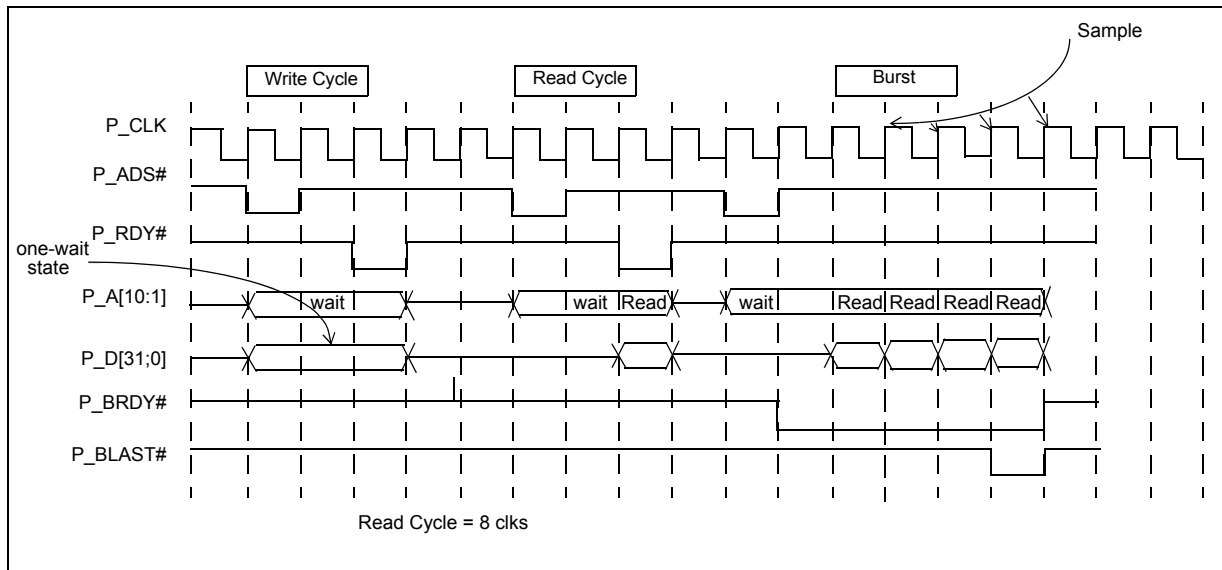 Sample
Write Cycle
Read Cycle
Burst
P_CLK
P_ADS#
P_RDY#
one-wait
state
P_A[10:1]
wait
wait
Read
wait
Read
Read
Read
Read
P_D[31;0]
P_BRDY#
P_BLAST#
Read Cycle = 8 clks